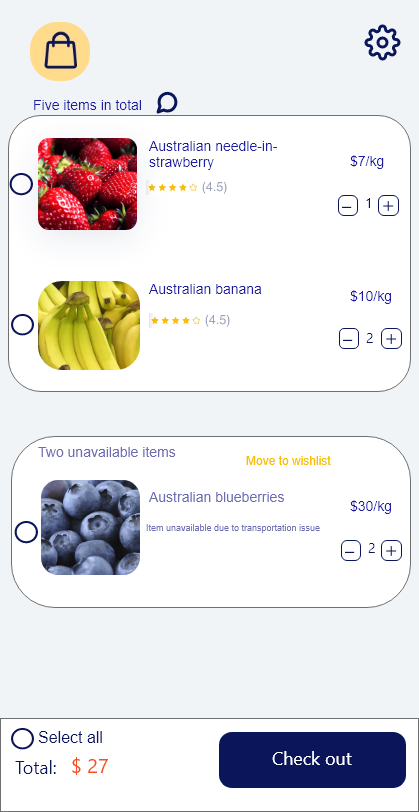 Five items in total
Australian needle-in-
strawberry
$7/kg
(4.5)
1
Australian banana
$10/kg
(4.5)
2
Two unavailable items
Move to wishlist
Australian blueberries
$30/kg
Item unavailable due to transportation issue
2
Select all
Total: $ 27
Check out